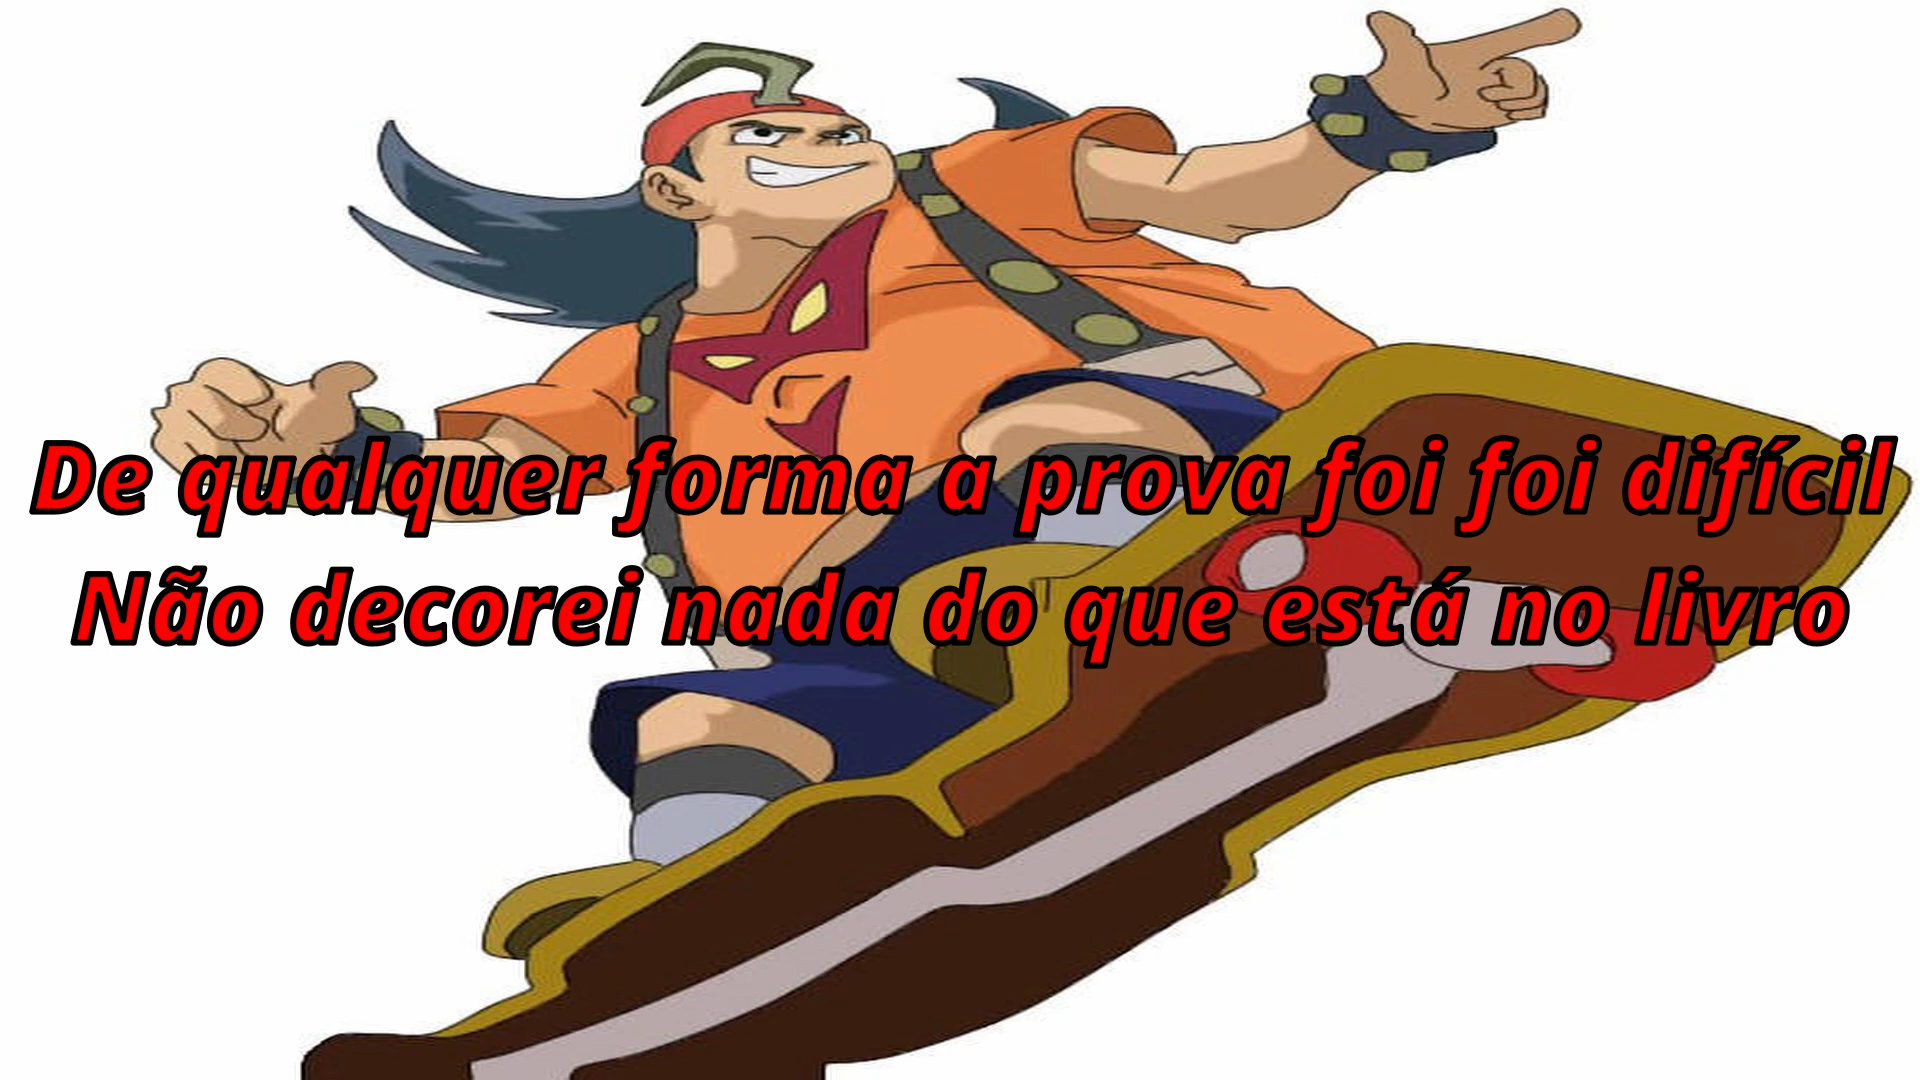 De qualquer forma a prova foi foi difícil
Não decorei nada do que está no livro